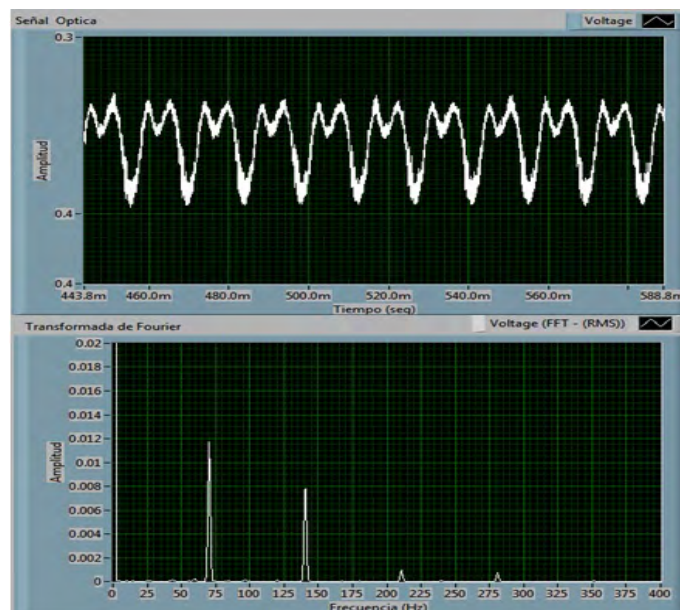 Señal Optica
Voltage
0.3
Amplitud
0.4
0.4
443.8m 460.0m 480.0m 500.0m 520.0m 540.0m 560.0m 588.8m
Tiempo (seq)
Transformada de Fourier
Voltage (FFT - (RMS))
0.02
0.018
0.016
0.014
0.012
0.01
0.008
0.006
0.004
0.002
0
Amplitud
0 25 50 75 100 125 150 175 200 225 250 275 300 325 350 375 400
Frecuencia (Hz)